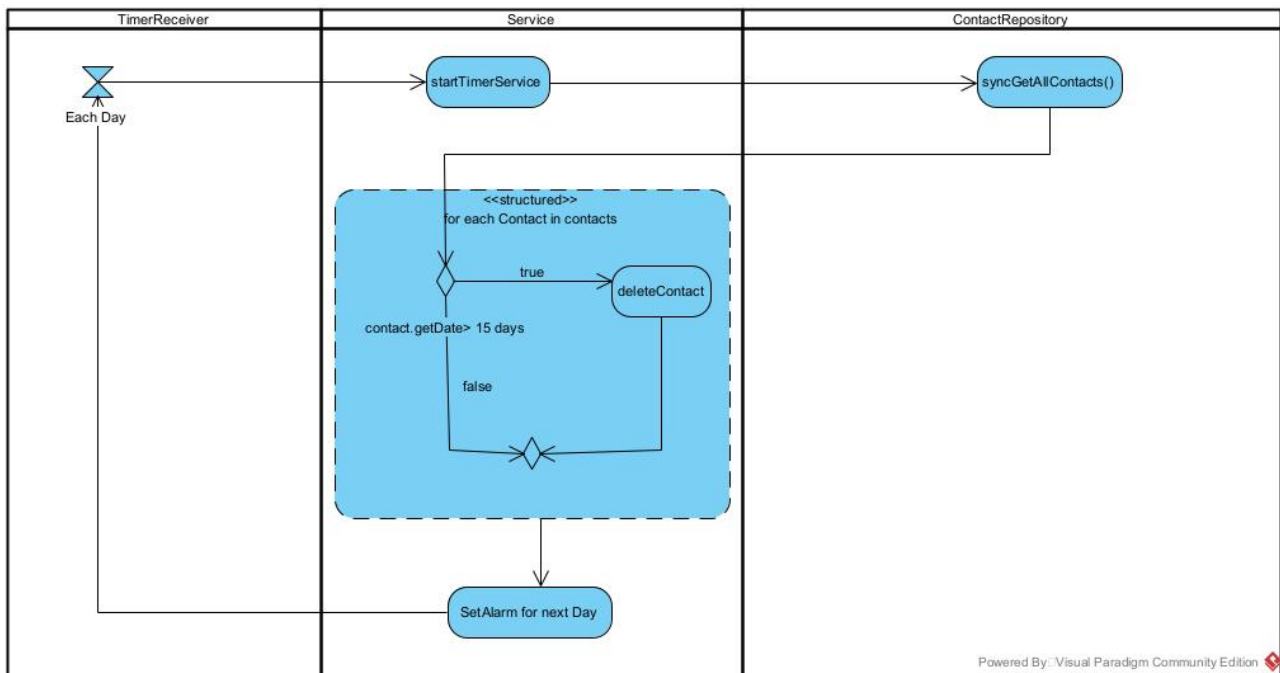 TimerReceiver
Service
ContactRepository
startTimerService
syncGetAllContacts()
Each Day
<<structured>>
for each Contact in contacts
true
deleteContact
contact.getDate> 15 days
false
SetAlarm for next Day
Powered By Visual Paradigm Community Edition